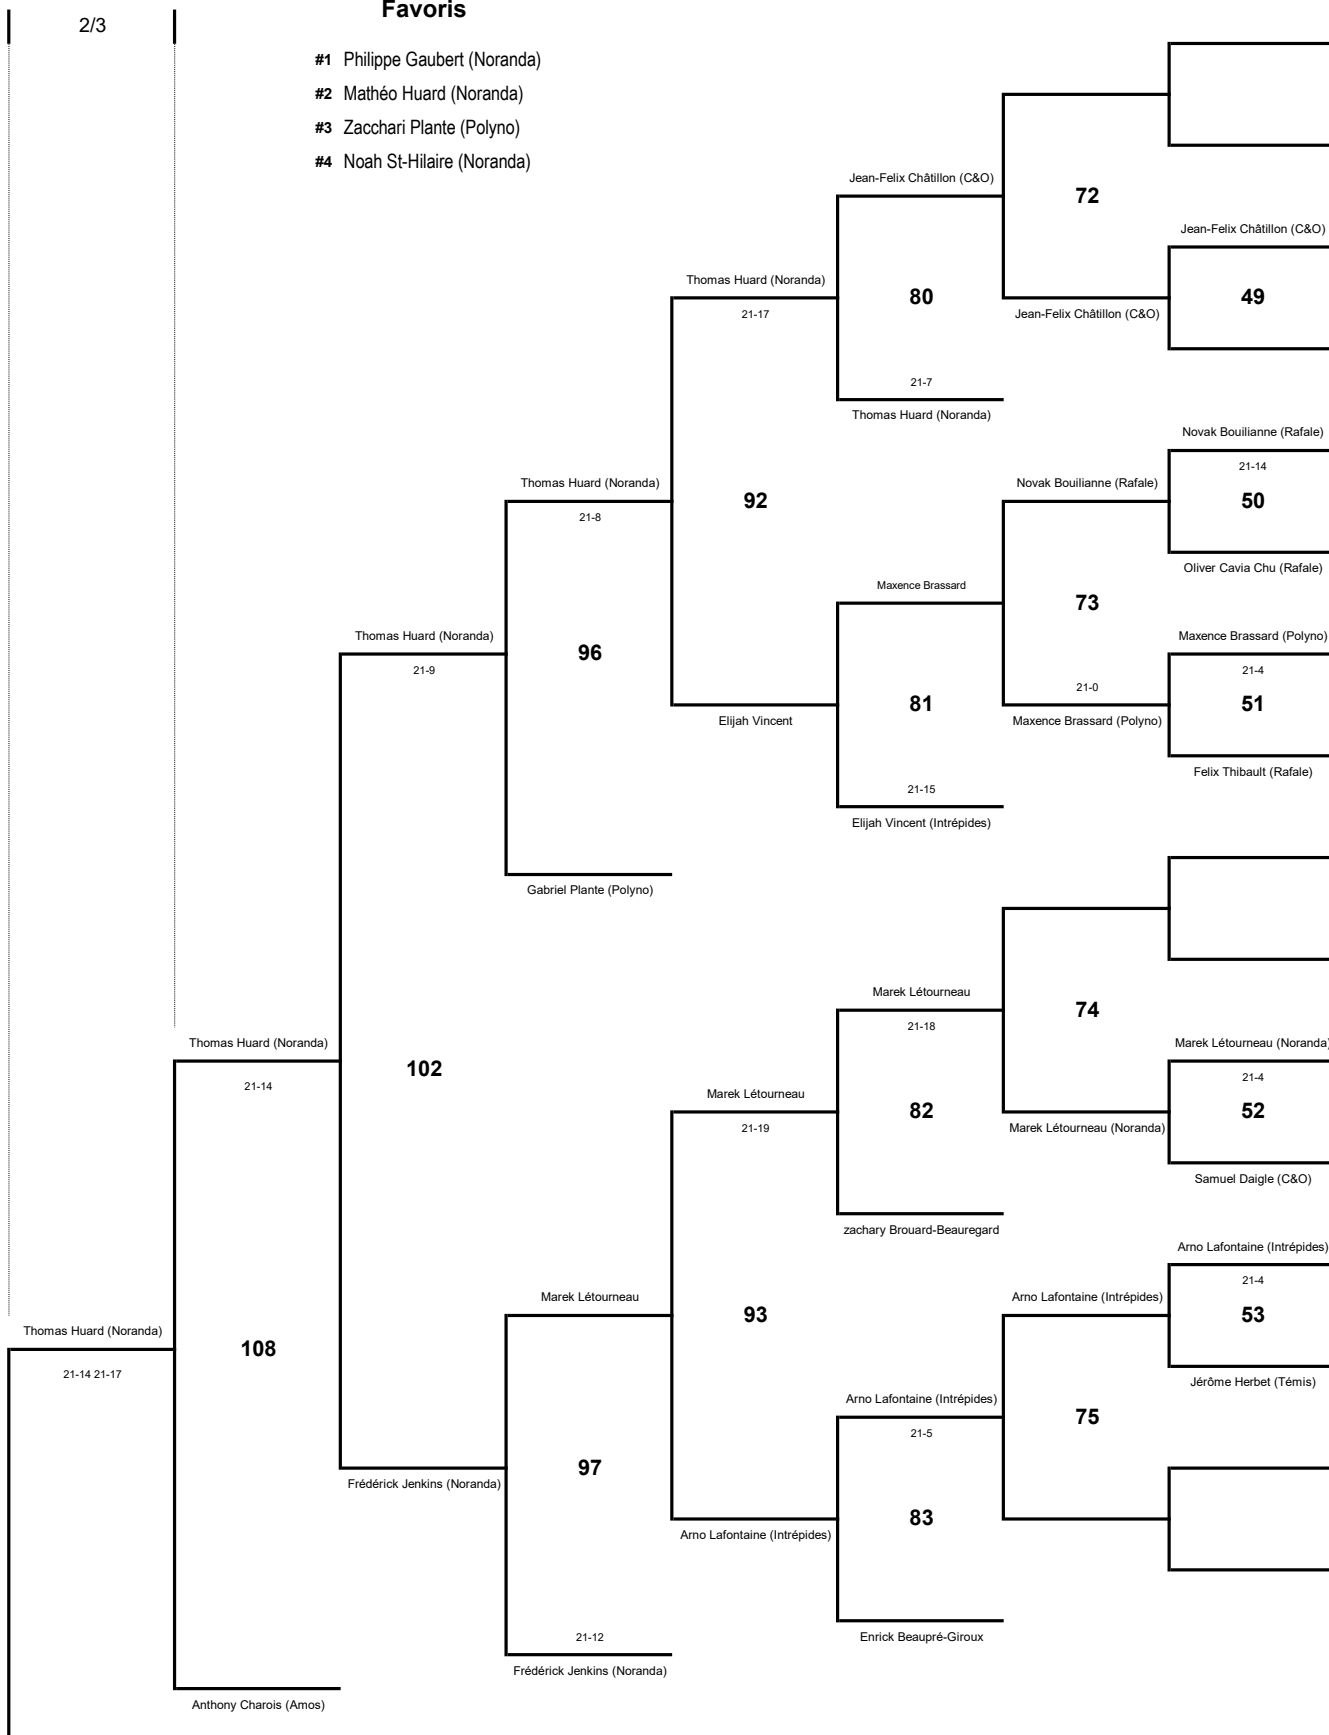 Favoris
2/3
#1 Philippe Gaubert (Noranda)
#2 Mathéo Huard (Noranda)
#3 Zacchari Plante (Polyno)
#4 Noah St-Hilaire (Noranda)
Jean-Felix Châtillon (C&O)
72
Jean-Felix Châtillon (C&O)
Thomas Huard (Noranda)
80
49
21-17
Jean-Felix Châtillon (C&O)
21-7
Thomas Huard (Noranda)
Novak Bouilianne (Rafale)
21-14
Thomas Huard (Noranda)
92
Novak Bouilianne (Rafale)
50
21-8
Oliver Cavia Chu (Rafale)
Maxence Brassard
73
Thomas Huard (Noranda)
96
Maxence Brassard (Polyno)
21-9
21-4
21-0
81
51
Elijah Vincent
Maxence Brassard (Polyno)
Felix Thibault (Rafale)
21-15
Elijah Vincent (Intrépides)
Gabriel Plante (Polyno)
Marek Létourneau
74
21-18
Thomas Huard (Noranda)
Marek Létourneau (Noranda)
102
21-14
21-4
Marek Létourneau
82
52
21-19
Marek Létourneau (Noranda)
Samuel Daigle (C&O)
zachary Brouard-Beauregard
Arno Lafontaine (Intrépides)
21-4
Marek Létourneau
93
Arno Lafontaine (Intrépides)
53
Thomas Huard (Noranda)
108
21-14 21-17
Jérôme Herbet (Témis)
Arno Lafontaine (Intrépides)
75
21-5
97
Frédérick Jenkins (Noranda)
83
Arno Lafontaine (Intrépides)
21-12
Enrick Beaupré-Giroux
Frédérick Jenkins (Noranda)
Anthony Charois (Amos)